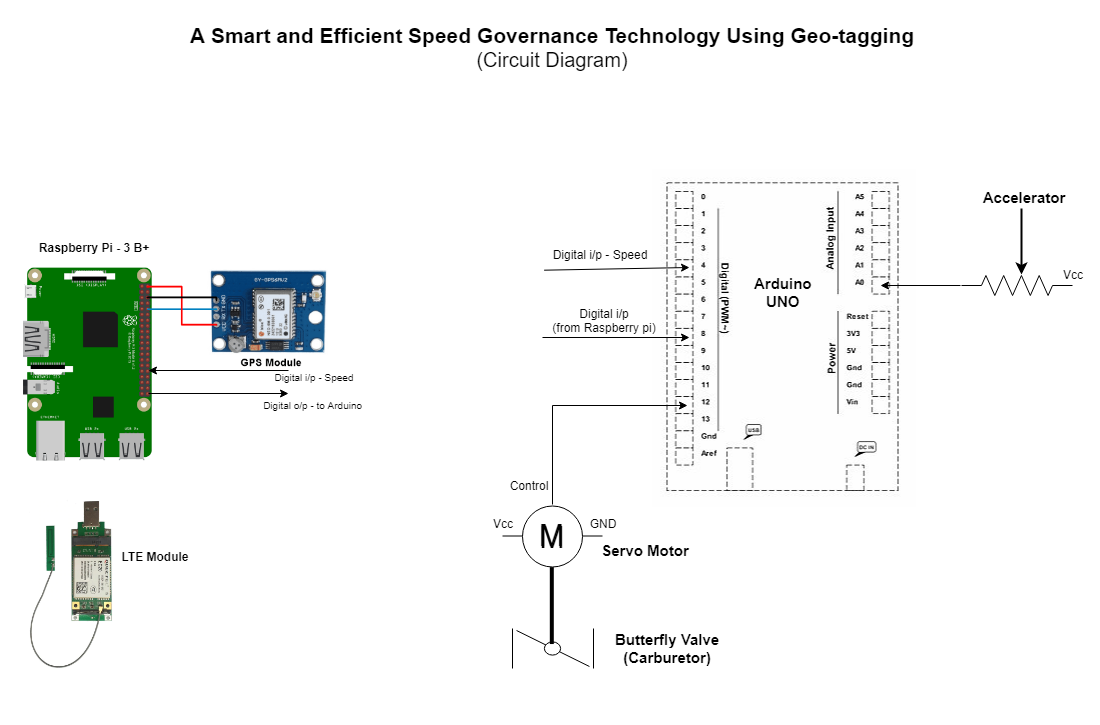 A Smart and Efficient Speed Governance Technology Using Geo-tagging
(Circuit Diagram)
Raspberry Pi - 3 B+
GY-GPS6MV2
GPS Module
Digital i/p - Speed
Digital o/p - to Arduino
LTE Module
Digital i/p - Speed
Digital i/p
(from Raspberry pi)
0
1
2
3
4
5
6
7
8
9
10
11
12
13
Gnd
Aref
Digital (PWM/~)
Arduino
UNO
Analog Input
A5
A4
A3
A2
A1
A0
Power
Reset
3V3
5V
Gnd
Gnd
Vin
USB
DC IN
Accelerator
Vcc
Control
Vcc
M
GND
Servo Motor
Butterfly Valve
(Carburetor)